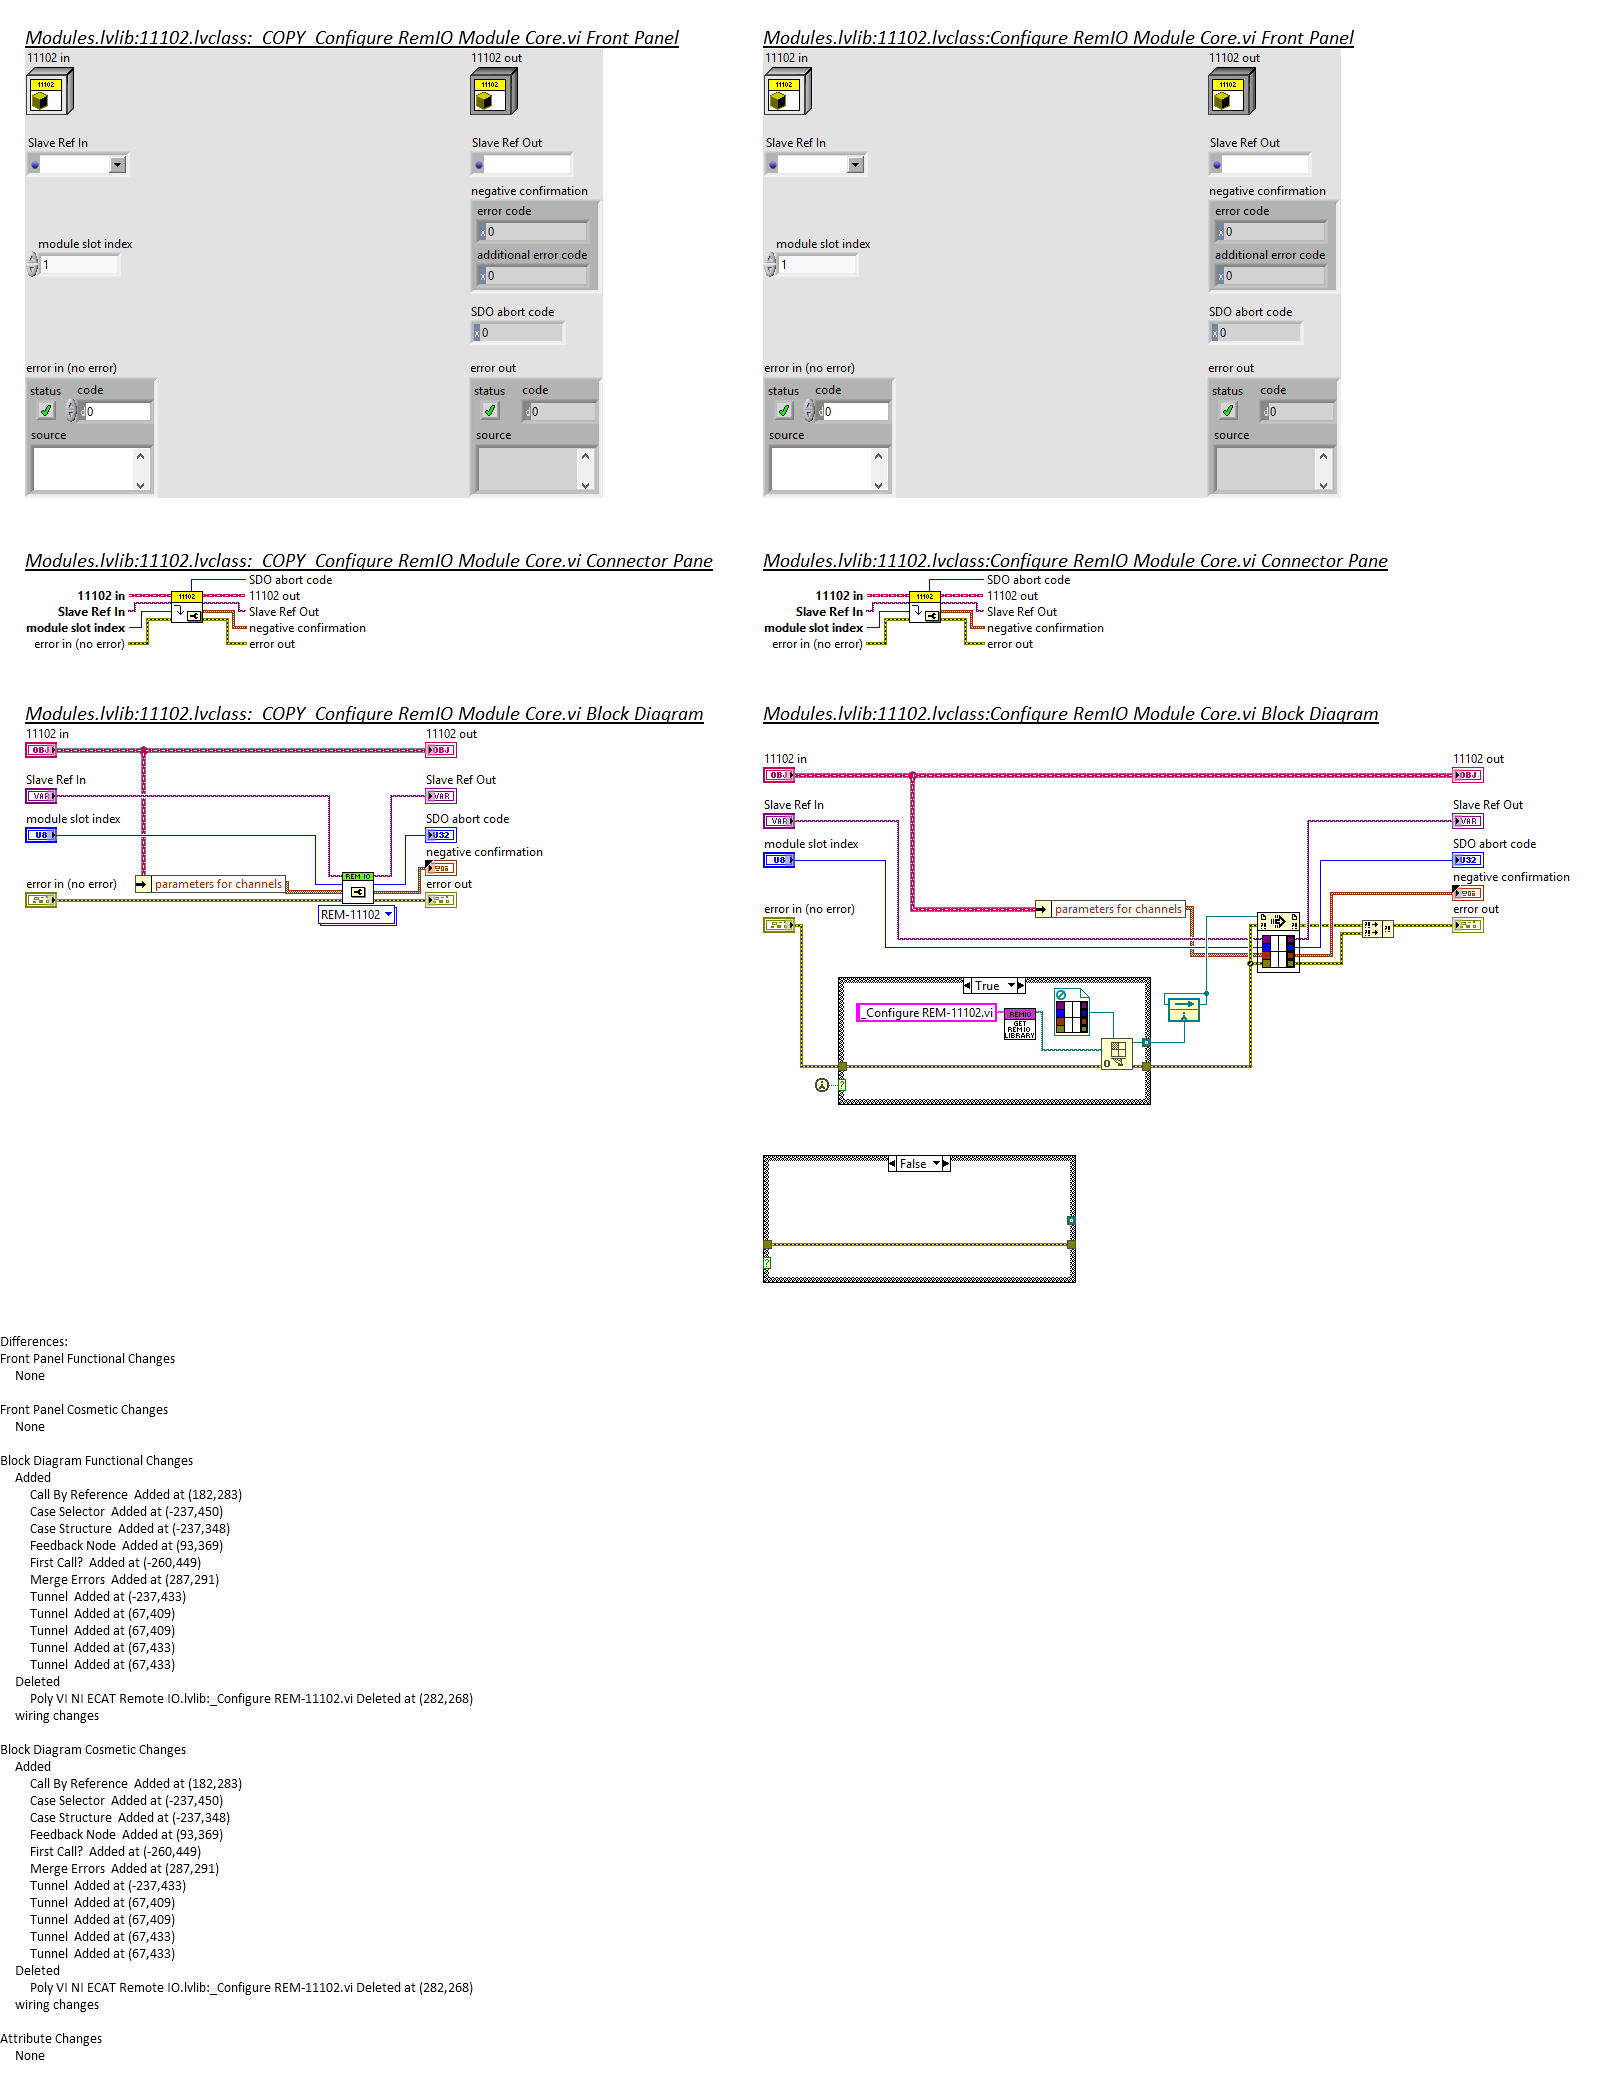 Modules.lvlib:11102.lvclass:_COPY_Configure RemIO Module Core.vi Front Panel
11102 in
11102 out
11102
11102
Slave Ref In
Slave Ref Out
negative confirmation
error code
x 0
module slot index
additional error code
1
x 0
SDO abort code
x 0
error in (no error)
error out
status code
status code
d 0
d 0
source
source
Modules.lvlib:11102.lvclass:Configure RemIO Module Core.vi Front Panel
11102 in
11102 out
11102
11102
Slave Ref In
Slave Ref Out
negative confirmation
error code
x 0
module slot index
additional error code
1
x 0
SDO abort code
x 0
error in (no error)
error out
status code
status code
d 0
d 0
source
source
Modules.lvlib:11102.lvclass:_COPY_Configure RemIO Module Core.vi Connector Pane
SDO abort code
11102 in
11102
11102 out
Slave Ref In
Slave Ref Out
module slot index
negative confirmation
error in (no error)
error out
Modules.lvlib:11102.lvclass:Configure RemIO Module Core.vi Connector Pane
SDO abort code
11102 in
11102
11102 out
Slave Ref In
Slave Ref Out
module slot index
negative confirmation
error in (no error)
error out
Modules.lvlib:11102.lvclass:_COPY_Configure RemIO Module Core.vi Block Diagram
11102 in
11102 out
OBJ
OBJ
Slave Ref In
Slave Ref Out
VAR
VAR
module slot index
SDO abort code
U8
U32
negative confirmation
error in (no error)
parameters for channels
REM IO
error out
REM-11102
Modules.lvlib:11102.lvclass:Configure RemIO Module Core.vi Block Diagram
11102 in
11102 out
OBJ
OBJ
Slave Ref In
Slave Ref Out
VAR
VAR
module slot index
SDO abort code
U8
U32
negative confirmation
error in (no error)
parameters for channels
error out
True
_Configure REM-11102.vi
REMIO
GET
REMIO
LIBRARY
?
False
?
Differences:
Front Panel Functional Changes
None
Front Panel Cosmetic Changes
None
Block Diagram Functional Changes
Added
Call By Reference Added at (182,283)
Case Selector Added at (-237,450)
Case Structure Added at (-237,348)
Feedback Node Added at (93,369)
First Call? Added at (-260,449)
Merge Errors Added at (287,291)
Tunnel Added at (-237,433)
Tunnel Added at (67,409)
Tunnel Added at (67,409)
Tunnel Added at (67,433)
Tunnel Added at (67,433)
Deleted
Poly VI NI ECAT Remote IO.lvlib:_Configure REM-11102.vi Deleted at (282,268)
wiring changes
Block Diagram Cosmetic Changes
Added
Call By Reference Added at (182,283)
Case Selector Added at (-237,450)
Case Structure Added at (-237,348)
Feedback Node Added at (93,369)
First Call? Added at (-260,449)
Merge Errors Added at (287,291)
Tunnel Added at (-237,433)
Tunnel Added at (67,409)
Tunnel Added at (67,409)
Tunnel Added at (67,433)
Tunnel Added at (67,433)
Deleted
Poly VI NI ECAT Remote IO.lvlib:_Configure REM-11102.vi Deleted at (282,268)
wiring changes
Attribute Changes
None